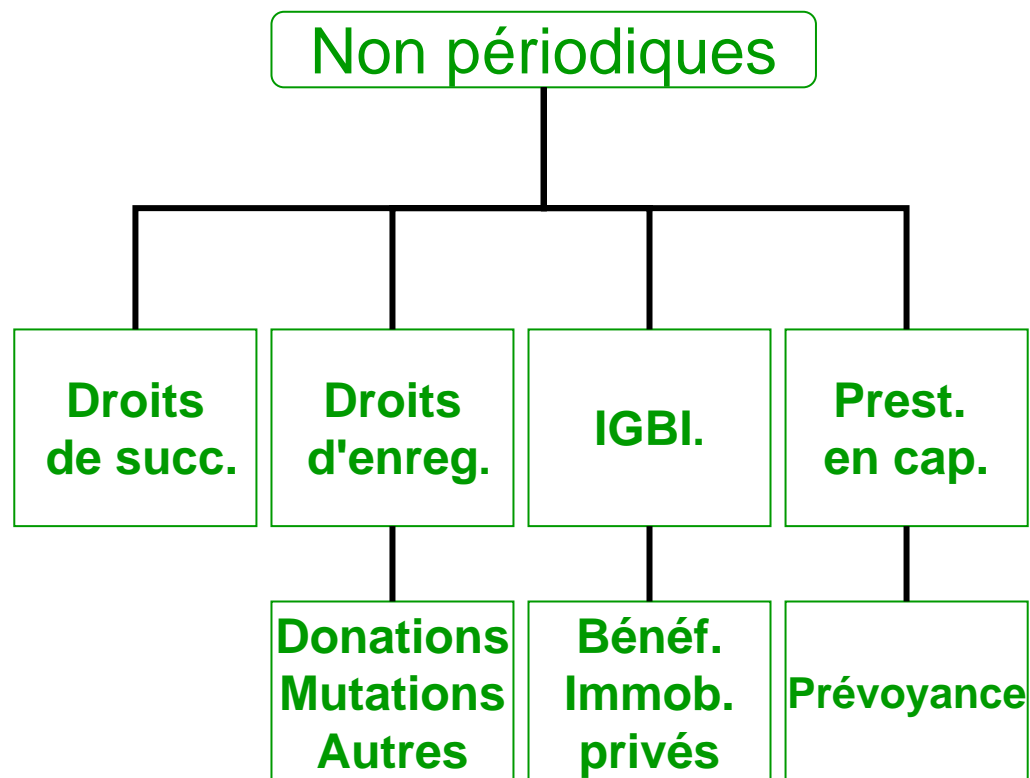 Non périodiques
Droits
de succ.
Droits
d'enreg.
IGBI.
Prest.
en cap.
Donations
Mutations
Autres
Bénéf.
Immob.
privés
Prévoyance